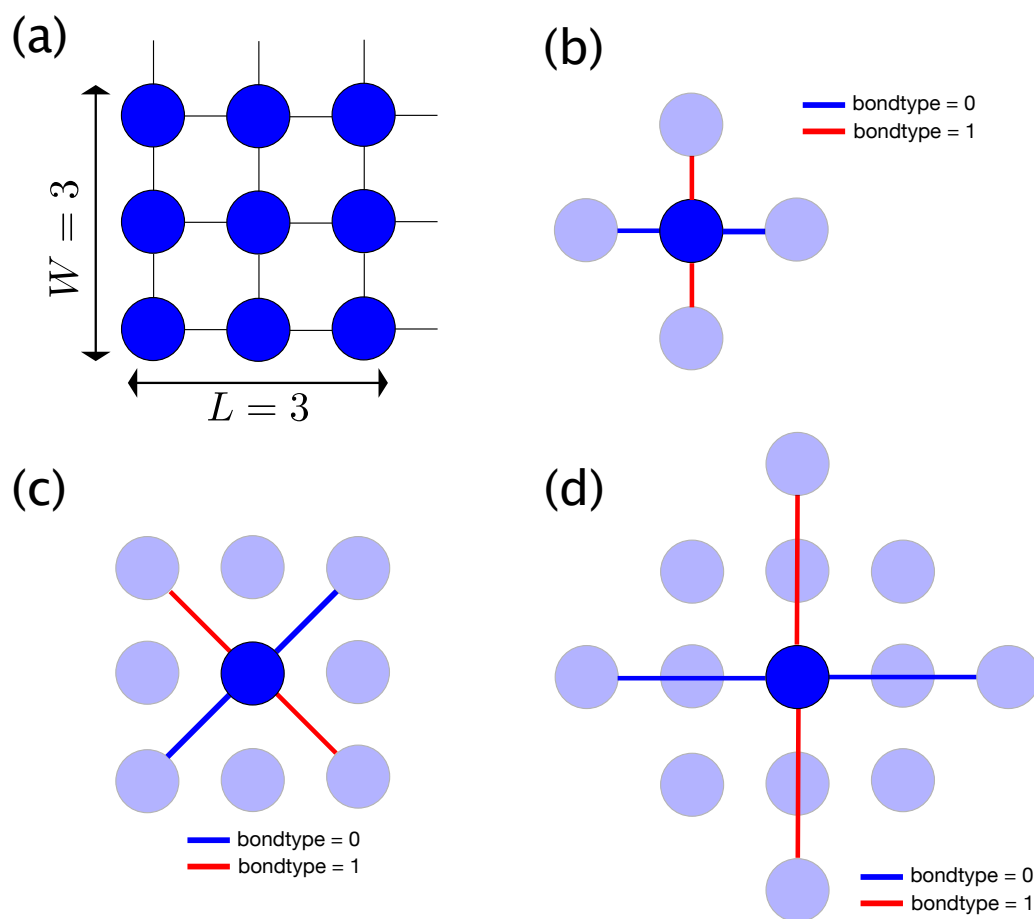 (a)
W = 3
L = 3
(b)
bondtype = 0
bondtype = 1
(c)
bondtype = 0
bondtype = 1
(d)
bondtype = 0
bondtype = 1